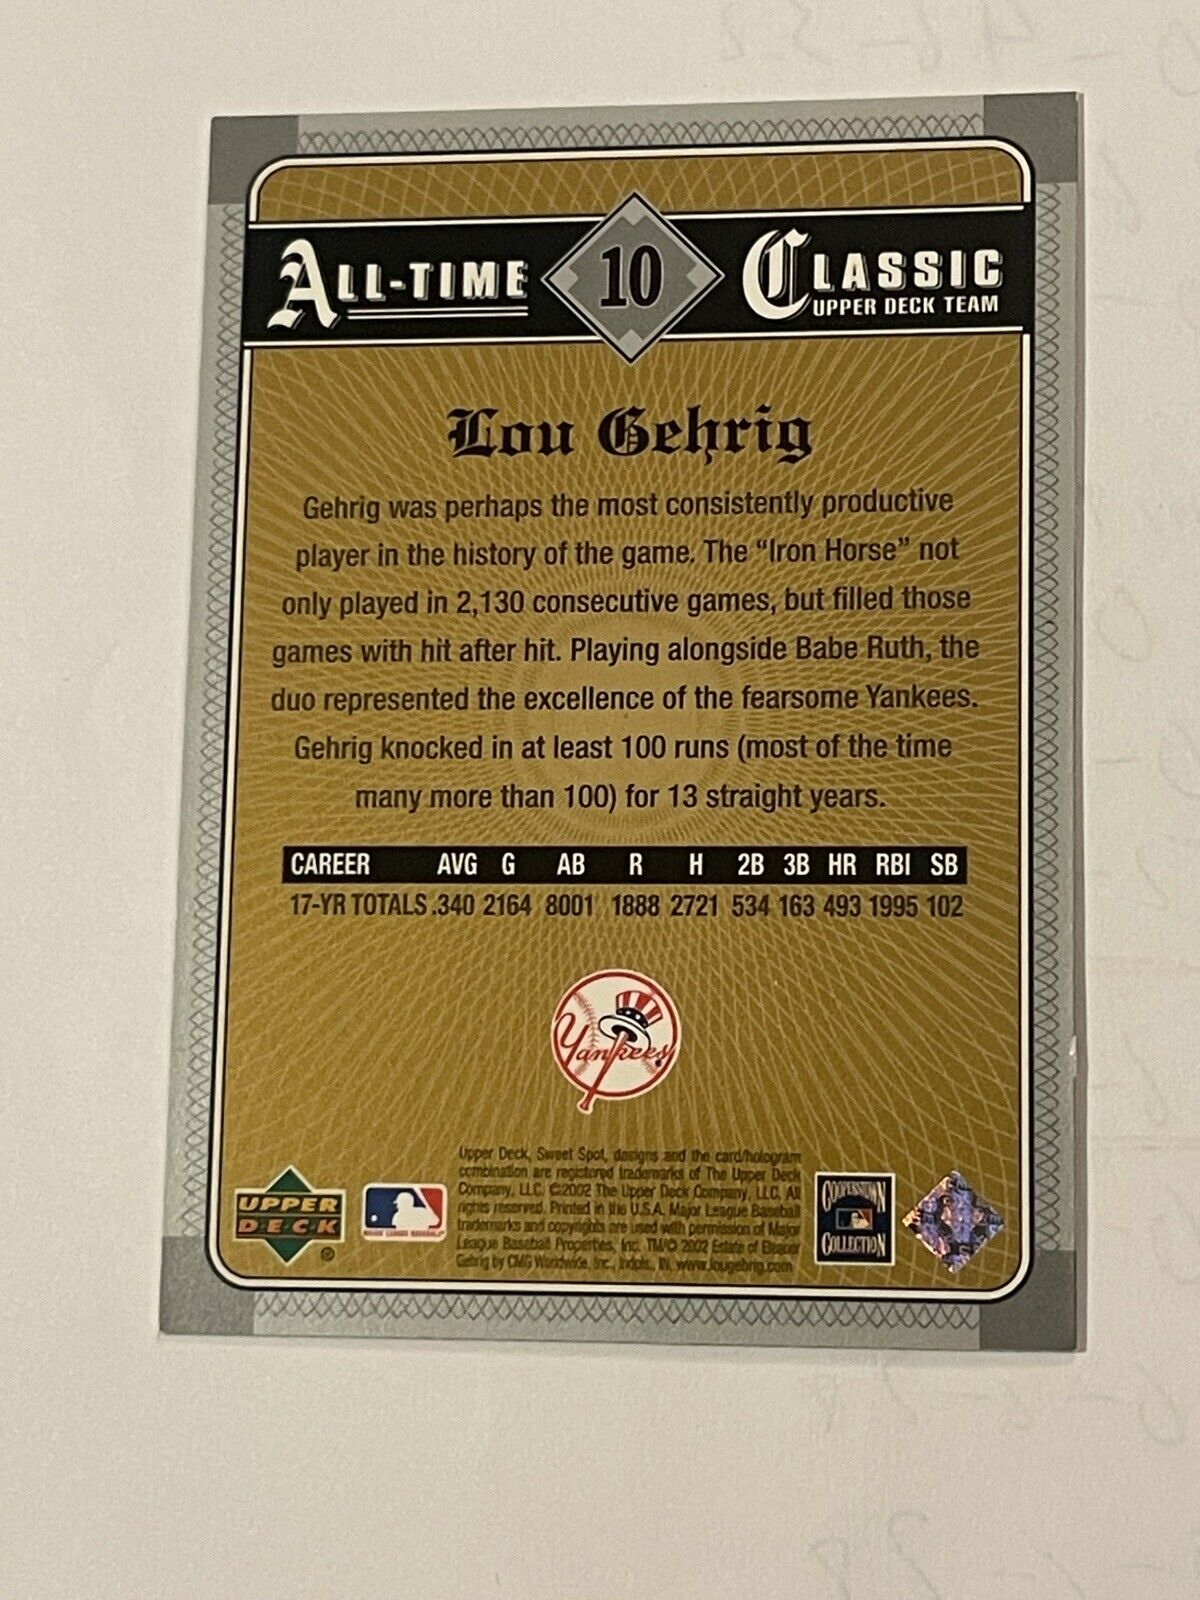 ALL-TIME 10 CLASSIC
UPPER DECK TEAM
Lou Gehrig
Gehrig was perhaps the most consistently productive
player in the history of the game. The “Iron Horse” not
only played in 2,130 consecutive games, but filled those
games with hit after hit. Playing alongside Babe Ruth, the
duo represented the excellence of the fearsome Yankees.
Gehrig knocked in at least 100 runs (most of the time
many more than 100) for 13 straight years.
CAREER AVG G AB R H 2B 3B HR RBI SB
17-YR TOTALS .340 2164 8001 1888 2721 534 163 493 1995 102
Yankees
Upper Deck, Sweet Spot, designs and the card/hologram
combination are registered trademarks of The Upper Deck
Company, LLC. ©2002 The Upper Deck Company, LLC. All
rights reserved. Printed in the U.S.A. Major League Baseball
trademarks and copyrights are used with permission of Major
League Baseball Properties, Inc. TM/© 2002 Estate of Eleanor
Gehrig by CMG Worldwide, Inc., Indpls., IN, www.lougehrig.com
UPPER
DECK
®
MAJOR LEAGUE BASEBALL
COOPERSTOWN
COLLECTION